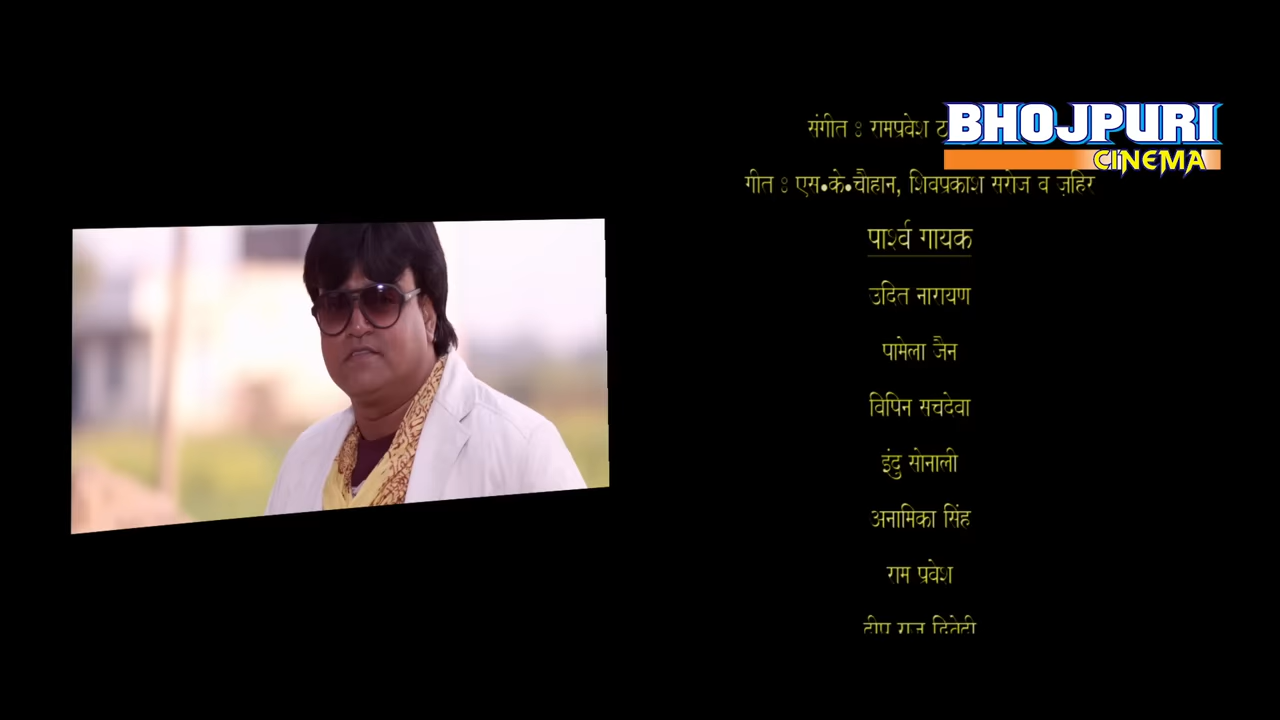 BHOJPURI
CINEMA
संगीत : रामप्रवेश
गीत : एस•के•चौहान, शिवप्रकाश सरोज व ज़हिर
पार्श्व गायक
उदित नारायण
पामेला जैन
विपिन सचदेवा
इंदु सोनाली
अनामिका सिंह
राम प्रवेश